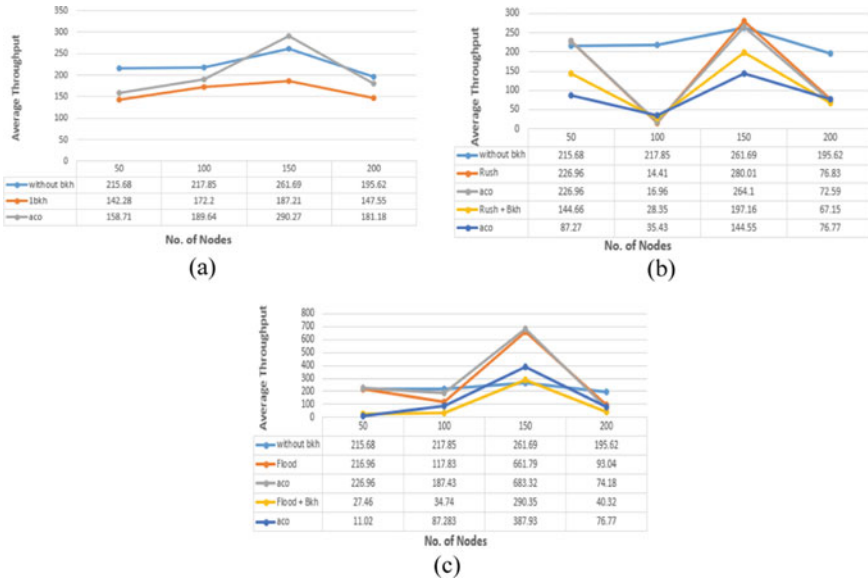 350
300
250
200
150
100
50
0
Average Throughput
50 100 150 200
without bkh 215.68 217.85 261.69 195.62
1bkh 142.28 172.2 187.21 147.55
aco 158.71 189.64 290.27 181.18
No. of Nodes
(a)
300
250
200
150
100
50
0
Average Throughput
50 100 150 200
without bkh 215.68 217.85 261.69 195.62
Rush 226.96 14.41 280.01 76.83
aco 226.96 16.96 264.1 72.59
Rush + Bkh 144.66 28.35 197.16 67.15
aco 87.27 35.43 144.55 76.77
No. of Nodes
(b)
800
700
600
500
400
300
200
100
0
Average Throughput
50 100 150 200
without bkh 215.68 217.85 261.69 195.62
Flood 216.96 117.83 661.79 93.04
aco 226.96 187.43 683.32 74.18
Flood + Bkh 27.46 34.74 290.35 40.32
aco 11.02 87.283 387.93 76.77
No. of Nodes
(c)